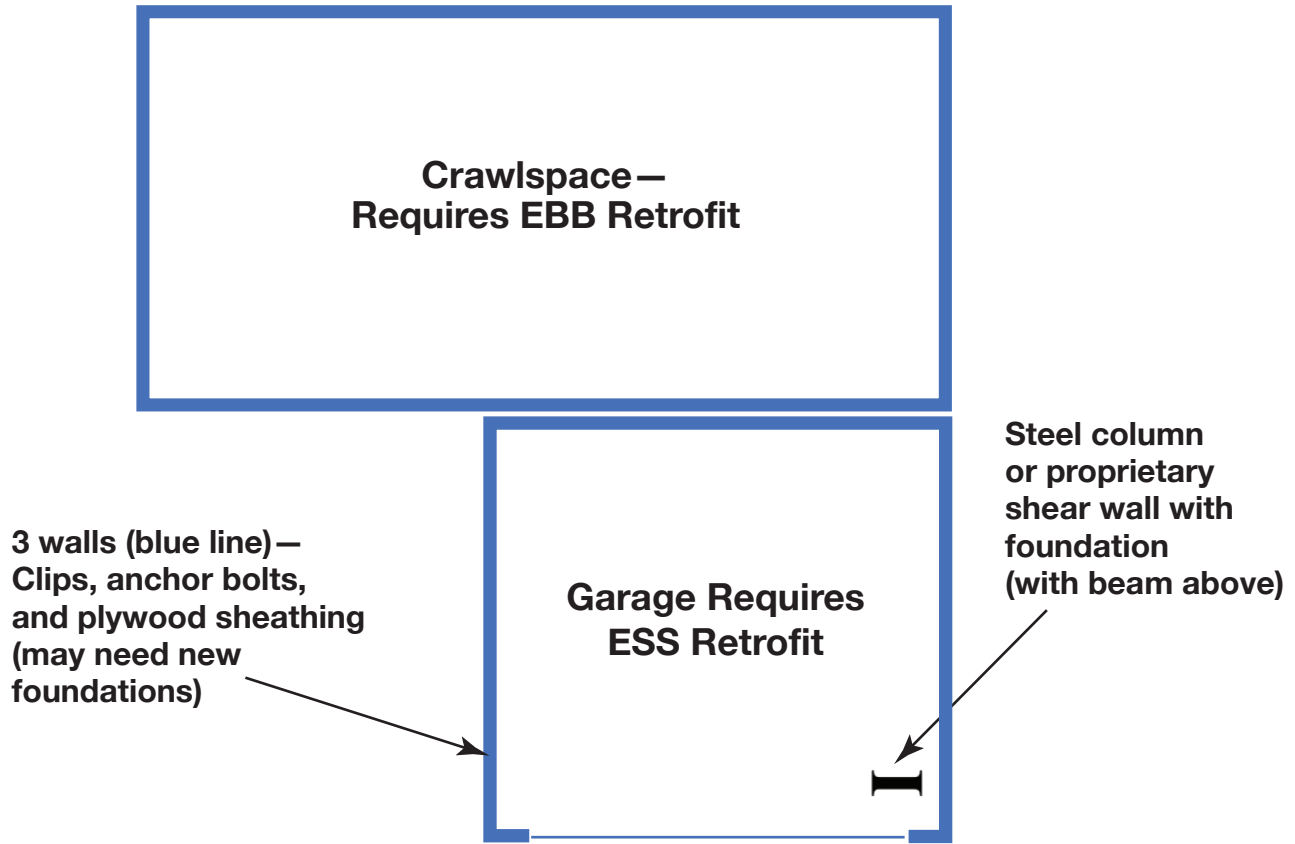 Crawlspace—
Requires EBB Retrofit
Steel column
or proprietary
shear wall with
foundation
(with beam above)
3 walls (blue line)—
Clips, anchor bolts,
and plywood sheathing
(may need new
foundations)
Garage Requires
ESS Retrofit